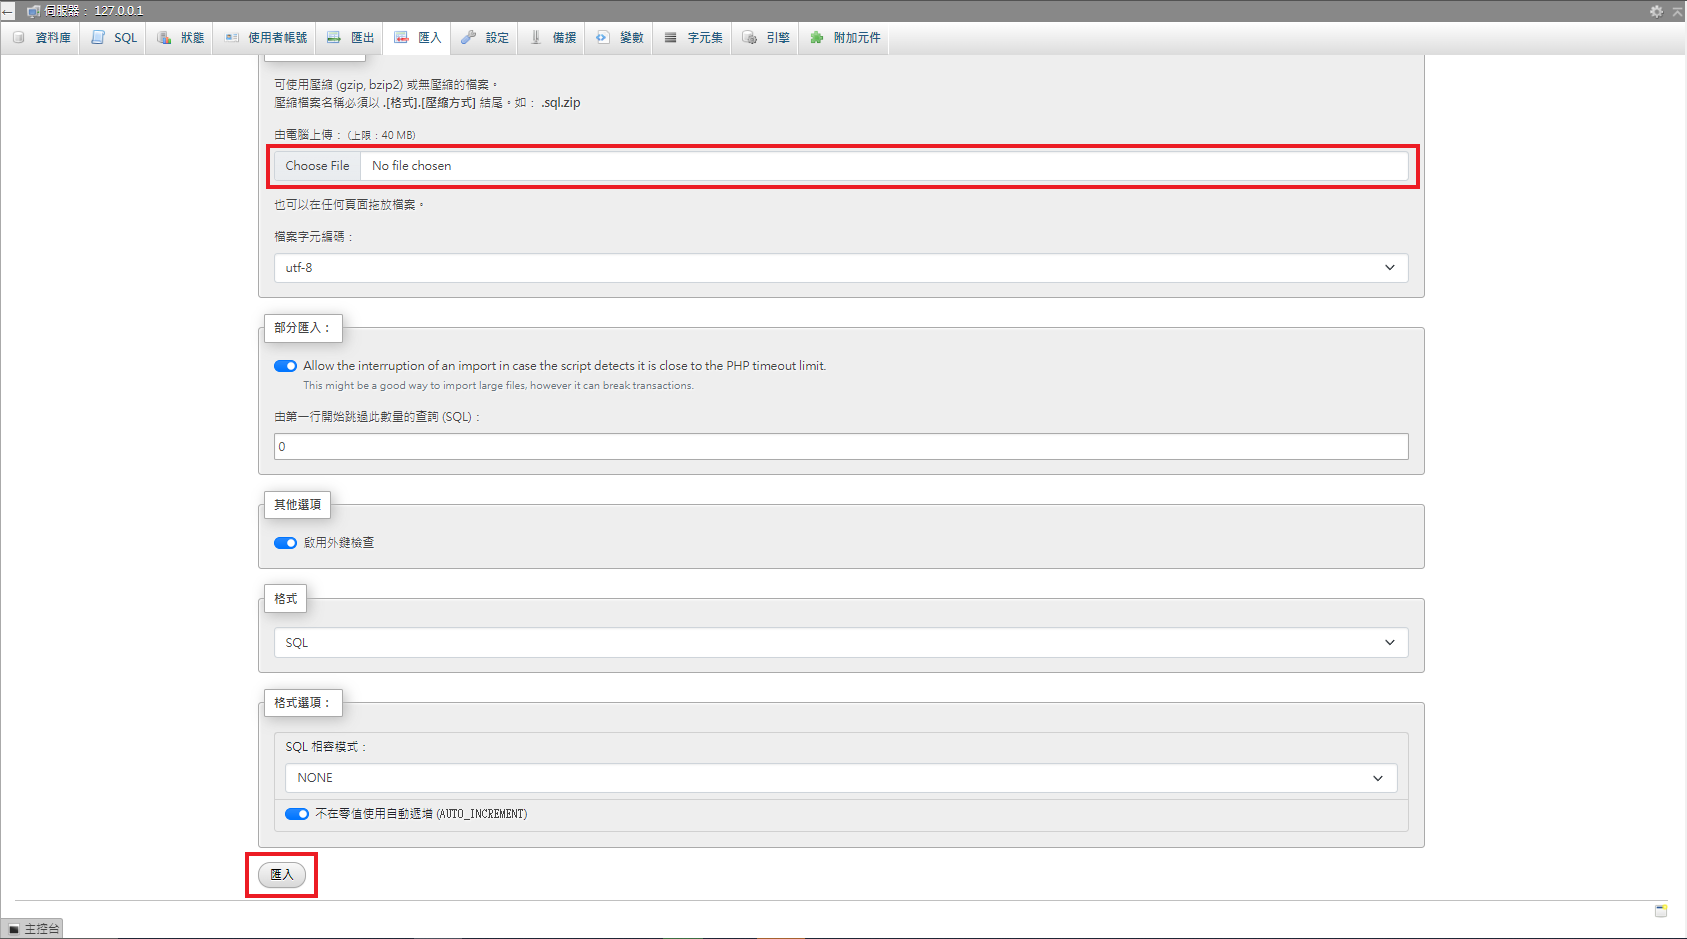 伺服器： 127.0.0.1
資料庫 SQL 狀態 使用者帳號 匯出 匯入 設定 備援 變數 字元集 引擎 附加元件
可使用壓縮 (gzip, bzip2) 或無壓縮的檔案。
壓縮檔案名稱必須以 .[格式].[壓縮方式] 結尾。如： .sql.zip
由電腦上傳： (上限：40 MB)
Choose File No file chosen
也可以在任何頁面拖放檔案。
檔案字元編碼：
utf-8
部分匯入：
Allow the interruption of an import in case the script detects it is close to the PHP timeout limit.
This might be a good way to import large files, however it can break transactions.
由第一行開始跳過此數量的查詢 (SQL)：
0
其他選項
啟用外鍵檢查
格式
SQL
格式選項：
SQL 相容模式：
NONE
不在零值使用自動遞增 (AUTO_INCREMENT)
匯入
主控台